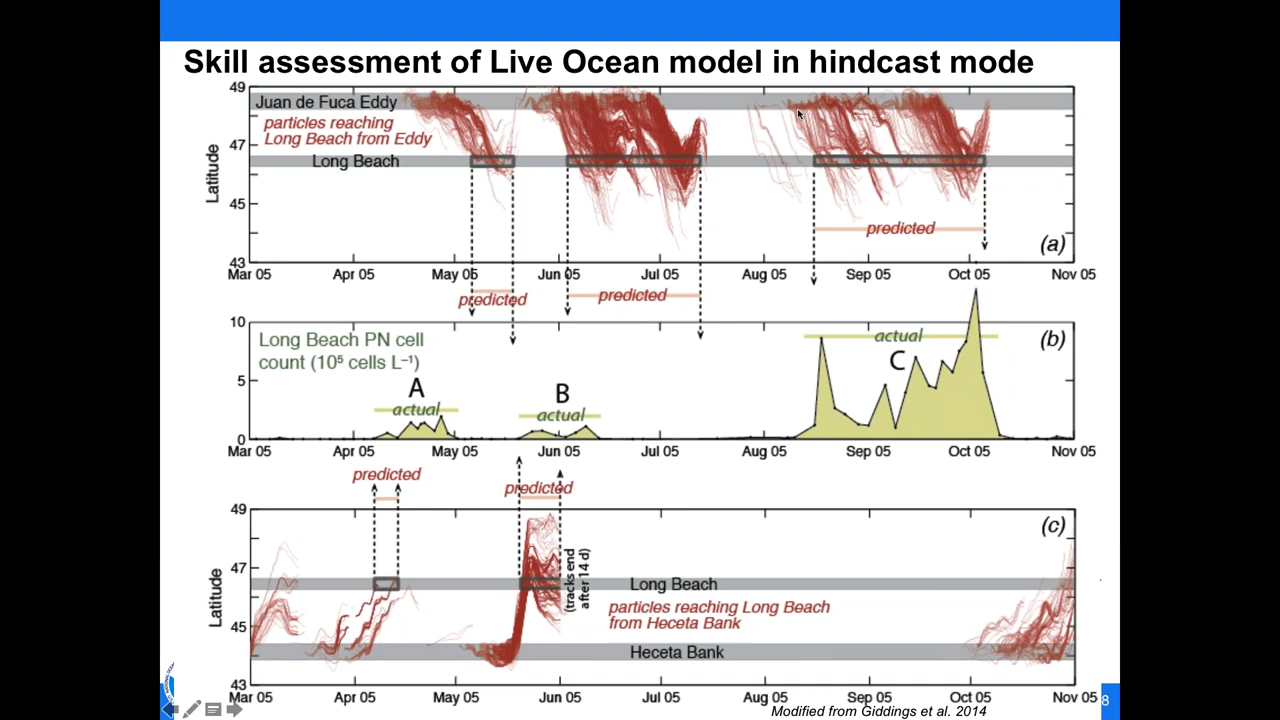 Skill assessment of Live Ocean model in hindcast mode
49
47
45
43
Latitude
Juan de Fuca Eddy
particles reaching
Long Beach from Eddy
Long Beach
predicted
(a)
Mar 05 Apr 05 May 05 Jun 05 Jul 05 Aug 05 Sep 05 Oct 05 Nov 05
predicted predicted
10
5
0
Long Beach PN cell
count (10⁵ cells L⁻¹)
A
actual
B
actual
actual
C
(b)
Mar 05 Apr 05 May 05 Jun 05 Jul 05 Aug 05 Sep 05 Oct 05 Nov 05
predicted predicted
49
47
45
43
Latitude
(c)
(tracks end
after 14 d)
Long Beach
particles reaching Long Beach
from Heceta Bank
Heceta Bank
Mar 05 Apr 05 May 05 Jun 05 Jul 05 Aug 05 Sep 05 Oct 05 Nov 05
8
Modified from Giddings et al. 2014